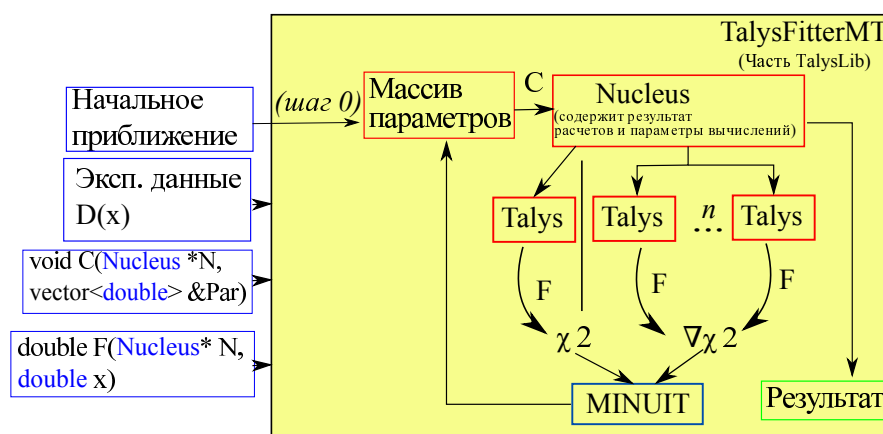 TalysFitterMT
(Часть TalysLib)
Начальное
приближение
(шаг 0)
Массив
параметров
C
Nucleus
(содержит результат
расчетов и параметры вычислений)
Эксп. данные
D(x)
void C(Nucleus *N,
vector<double> &Par)
double F(Nucleus* N,
double x)
Talys
Talys
n
...
Talys
F
F
F
χ 2
∇χ 2
MINUIT
Результат